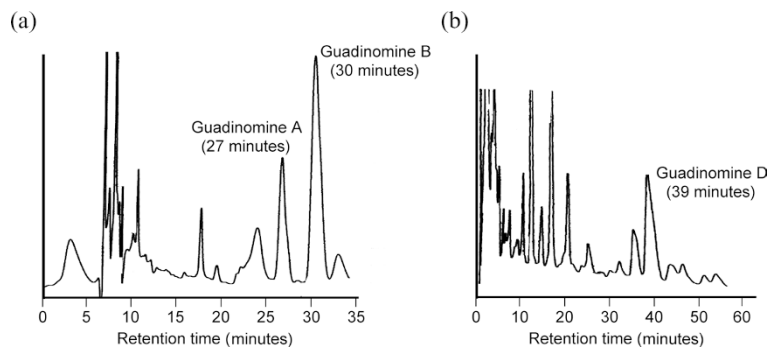 (a)
Guadinomine B
(30 minutes)
Guadinomine A
(27 minutes)
0 5 10 15 20 25 30 35
Retention time (minutes)
(b)
Guadinomine D
(39 minutes)
0 10 20 30 40 50 60
Retention time (minutes)